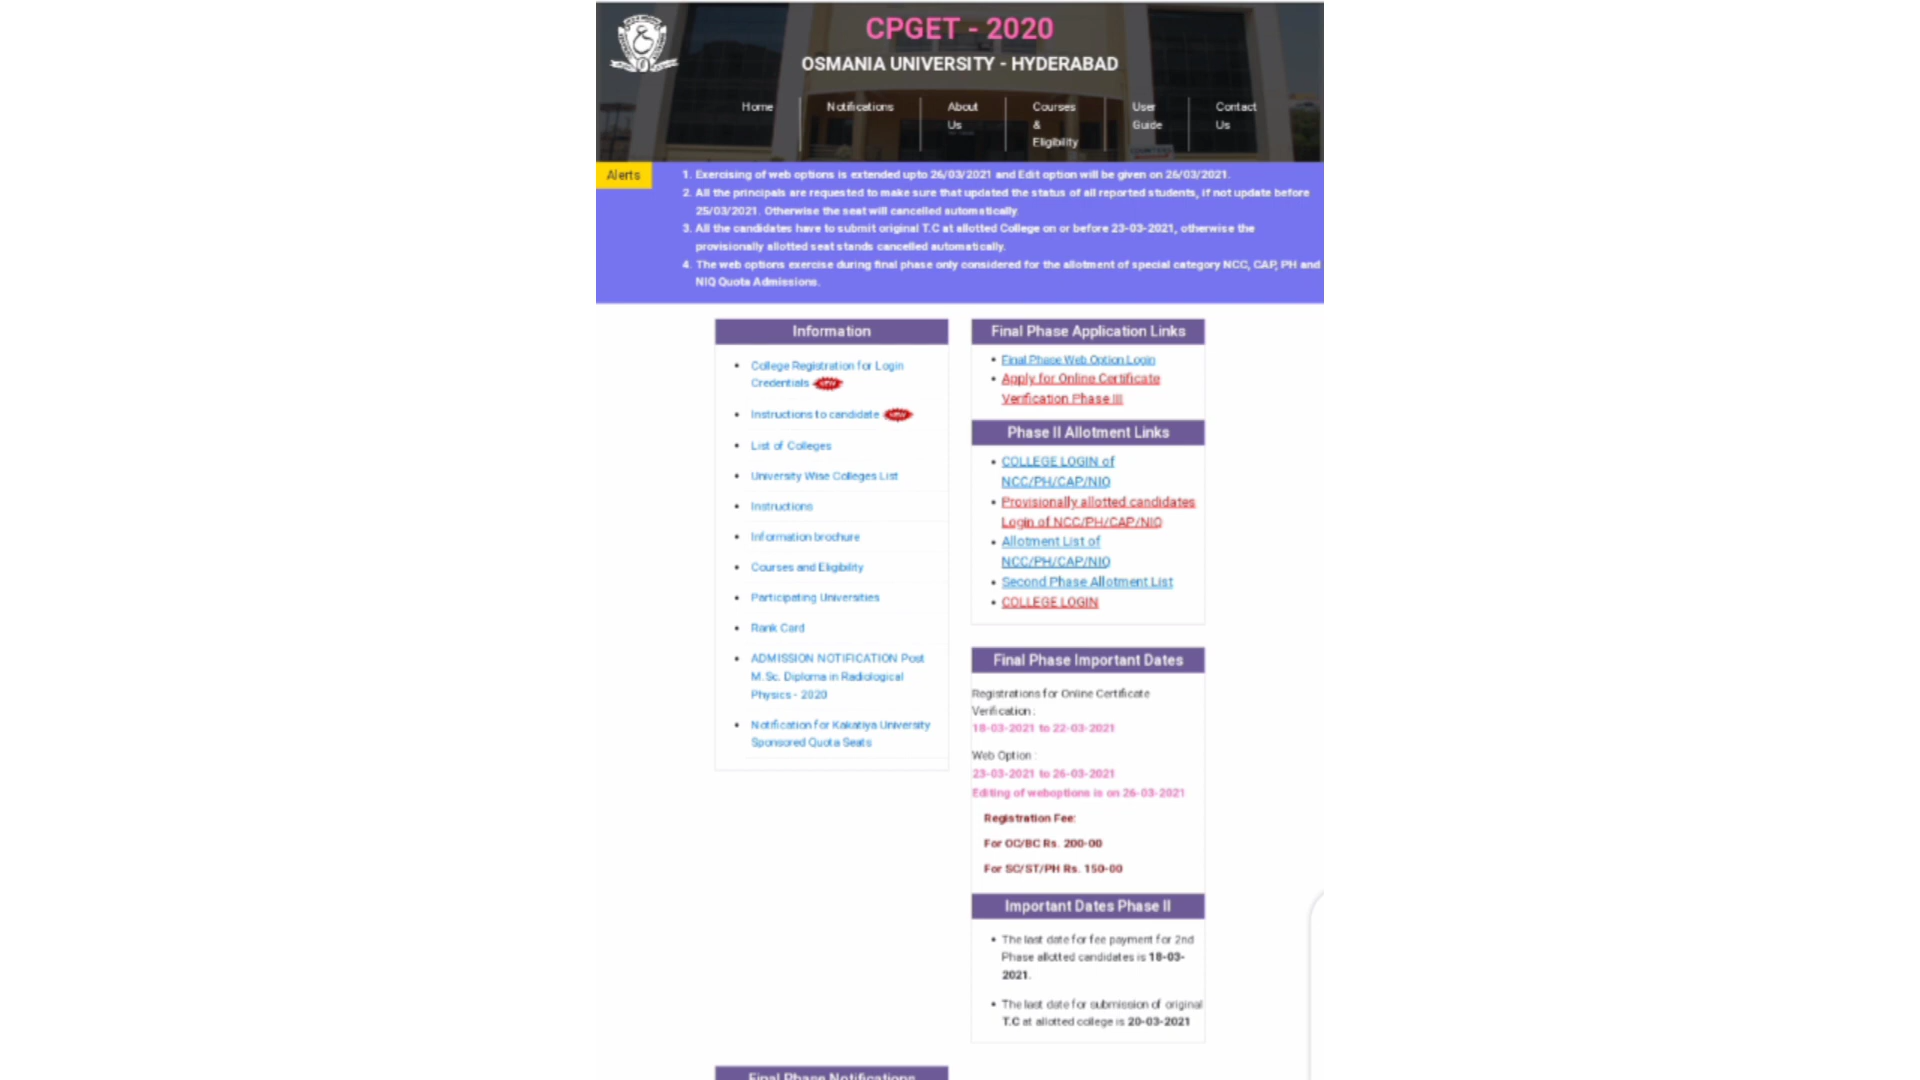 CPGET - 2020
OSMANIA UNIVERSITY - HYDERABAD
Home
Notifications
About
Us
Courses
&
Eligibility
User
Guide
Contact
Us
Alerts
1. Exercising of web options is extended upto 26/03/2021 and Edit option will be given on 26/03/2021.
2. All the principals are requested to make sure that updated the status of all reported students, if not update before
25/03/2021. Otherwise the seat will cancelled automatically.
3. All the candidates have to submit original T.C at allotted College on or before 23-03-2021, otherwise the
provisionally allotted seat stands cancelled automatically.
4. The web options exercise during final phase only considered for the allotment of special category NCC, CAP, PH and
NIQ Quota Admissions.
Information
• College Registration for Login
Credentials NEW
• Instructions to candidate NEW
• List of Colleges
• University Wise Colleges List
• Instructions
• Information brochure
• Courses and Eligibility
• Participating Universities
• Rank Card
• ADMISSION NOTIFICATION Post
M.Sc. Diploma in Radiological
Physics - 2020
• Notification for Kakatiya University
Sponsored Quota Seats
Final Phase Application Links
• Final Phase Web Option Login
• Apply for Online Certificate
Verification Phase III
Phase II Allotment Links
• COLLEGE LOGIN of
NCC/PH/CAP/NIQ
• Provisionally allotted candidates
Login of NCC/PH/CAP/NIQ
• Allotment List of
NCC/PH/CAP/NIQ
• Second Phase Allotment List
• COLLEGE LOGIN
Final Phase Important Dates
Registrations for Online Certificate
Verification :
18-03-2021 to 22-03-2021
Web Option :
23-03-2021 to 26-03-2021
Editing of weboptions is on 26-03-2021
Registration Fee:
For OC/BC Rs. 200-00
For SC/ST/PH Rs. 150-00
Important Dates Phase II
• The last date for fee payment for 2nd
Phase allotted candidates is 18-03-
2021.
• The last date for submission of original
T.C at allotted college is 20-03-2021
Final Phase Notifications